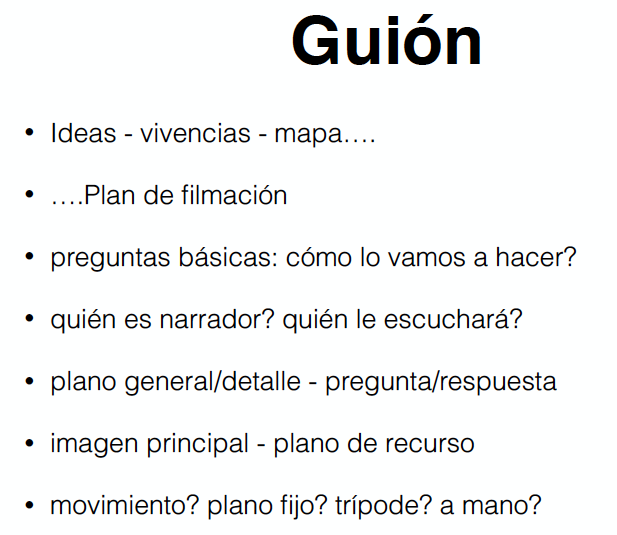 Guión
• Ideas - vivencias - mapa….
• ….Plan de filmación
• preguntas básicas: cómo lo vamos a hacer?
• quién es narrador? quién le escuchará?
• plano general/detalle - pregunta/respuesta
• imagen principal - plano de recurso
• movimiento? plano fijo? trípode? a mano?